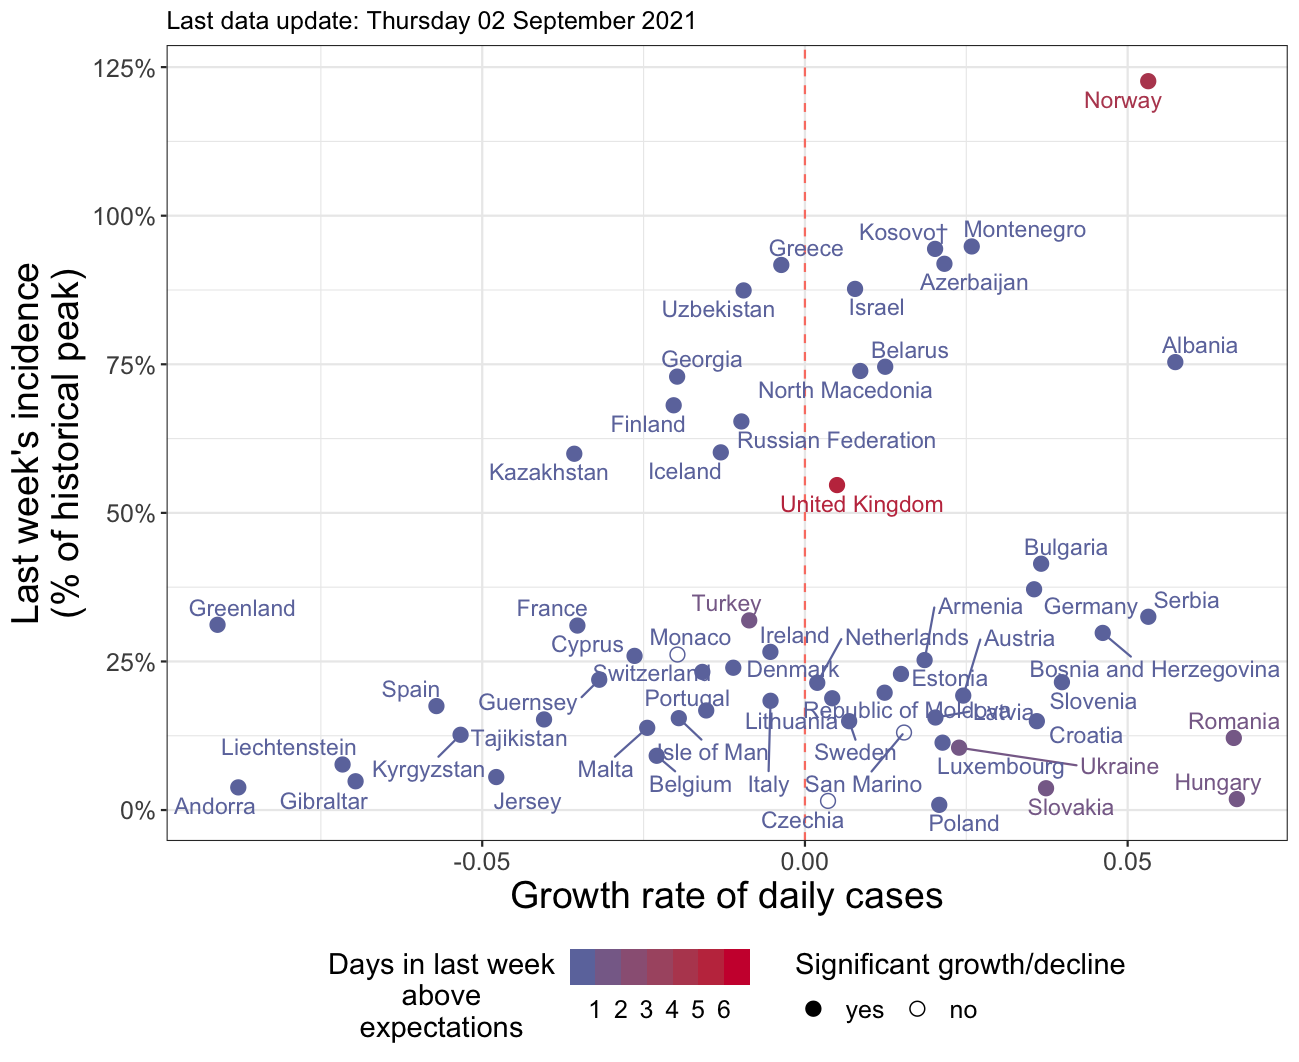 Last data update: Thursday 02 September 2021
125%
Norway
100%
Kosovo†
Montenegro
Greece
Azerbaijan
Uzbekistan
Israel
Albania
Belarus
Georgia
75%
North Macedonia
Finland
Russian Federation
Iceland
Kazakhstan
United Kingdom
50%
Last week's incidence
(% of historical peak)
Bulgaria
Serbia
Turkey
Greenland
France
Armenia
Germany
Monaco
Ireland
Netherlands
Austria
Cyprus
25%
Switzerland
Denmark
Estonia
Bosnia and Herzegovina
Spain
Guernsey
Portugal
Slovenia
Republic of Moldova
Latvia
Lithuania
Romania
Tajikistan
Croatia
Liechtenstein
Isle of Man
Sweden
Kyrgyzstan
Malta
Luxembourg
Ukraine
Belgium
Italy
San Marino
Hungary
Andorra
Gibraltar
Jersey
Slovakia
0%
Czechia
Poland
-0.05
0.00
0.05
Growth rate of daily cases
Days in last week
above
expectations
1 2 3 4 5 6
Significant growth/decline
yes
no